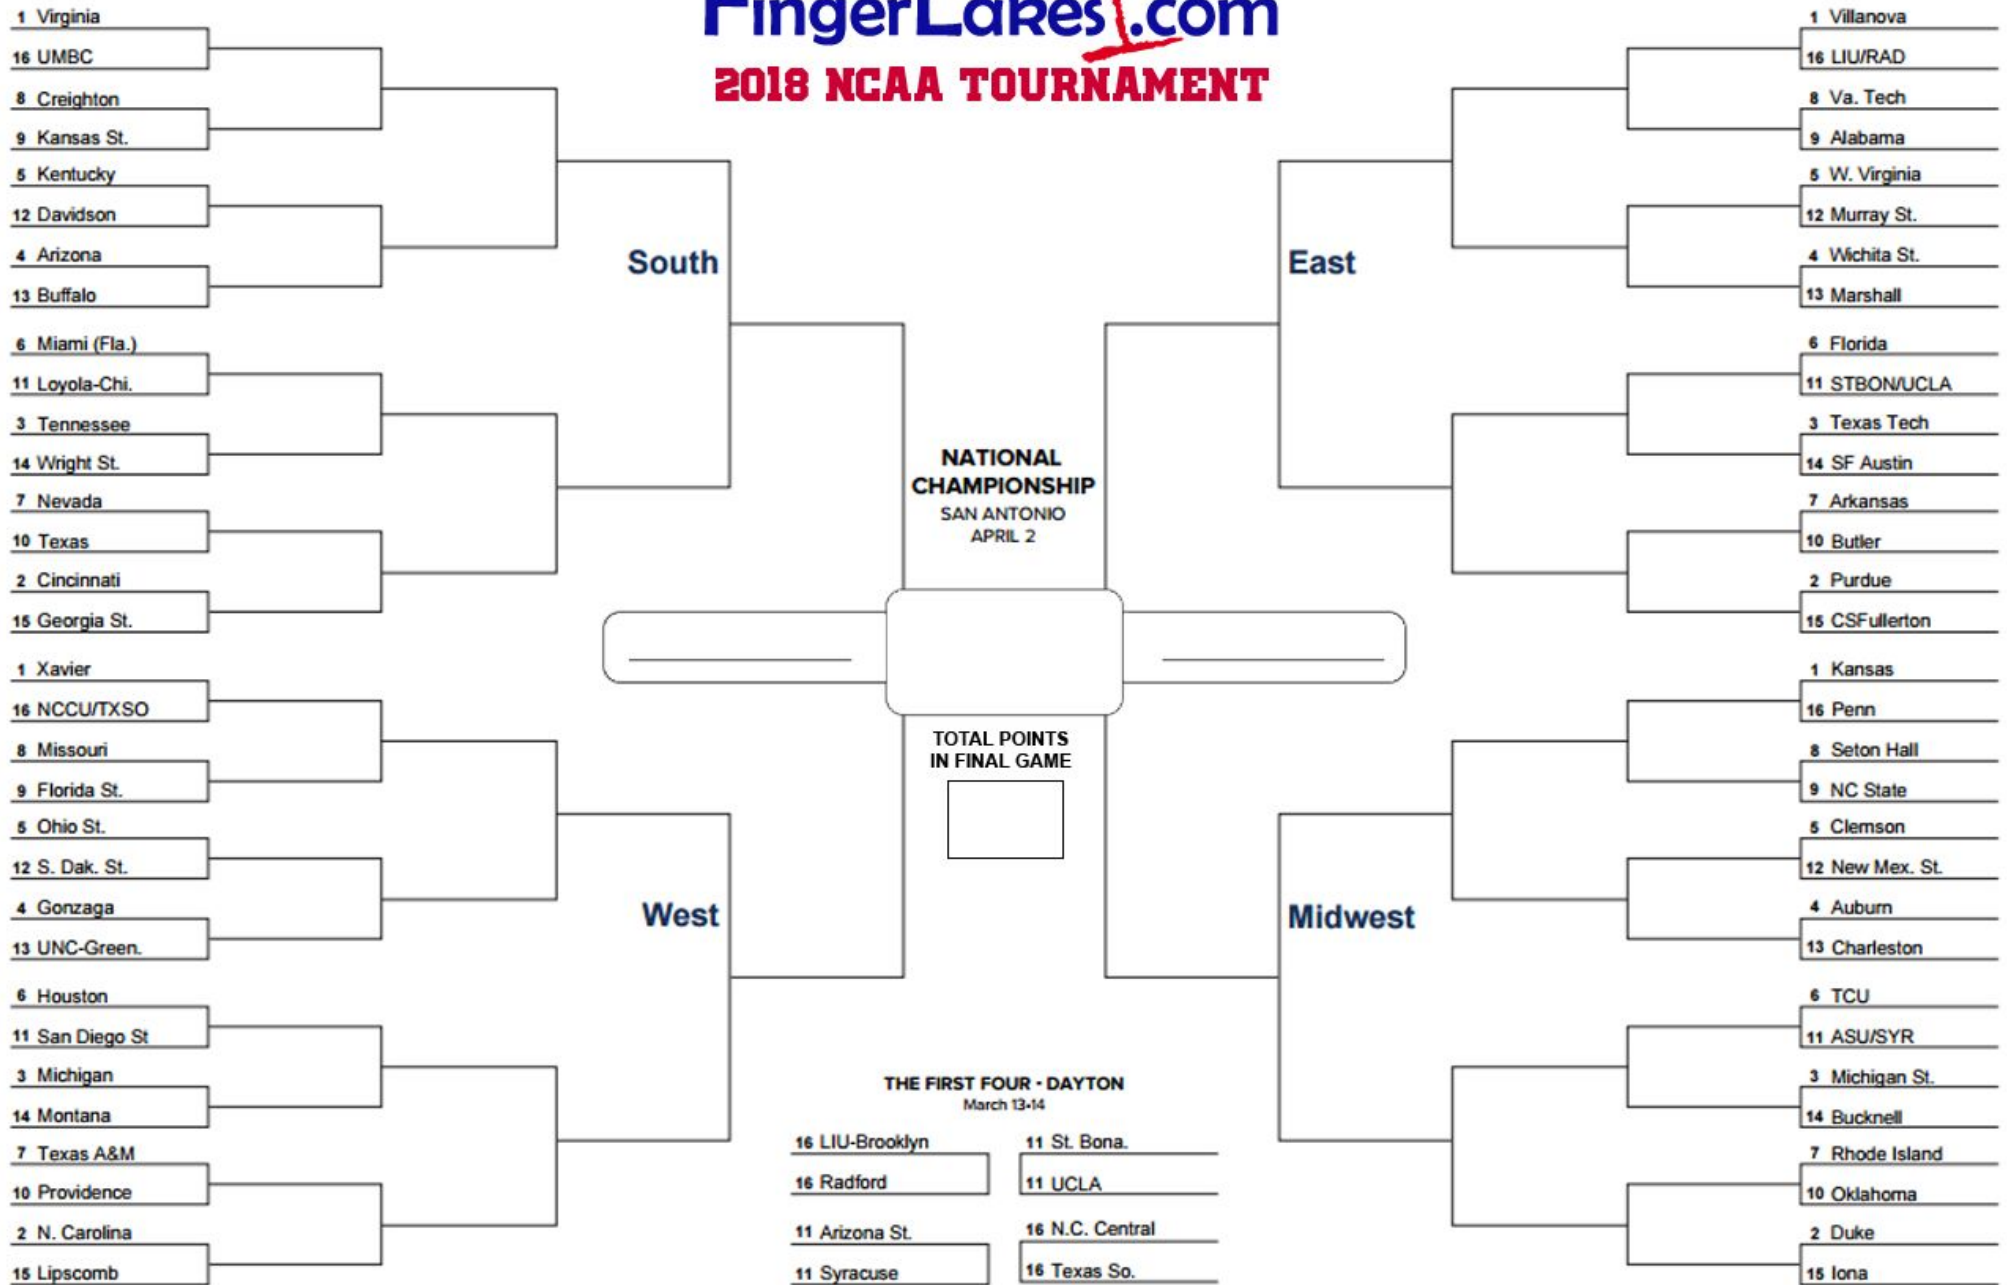 FingerLakes1.com
2018 NCAA TOURNAMENT
1 Virginia
16 UMBC
8 Creighton
9 Kansas St.
5 Kentucky
12 Davidson
4 Arizona
13 Buffalo
6 Miami (Fla.)
11 Loyola-Chi.
3 Tennessee
14 Wright St.
7 Nevada
10 Texas
2 Cincinnati
15 Georgia St.
South
1 Xavier
16 NCCU/TXSO
8 Missouri
9 Florida St.
5 Ohio St.
12 S. Dak. St.
4 Gonzaga
13 UNC-Green.
6 Houston
11 San Diego St
3 Michigan
14 Montana
7 Texas A&M
10 Providence
2 N. Carolina
15 Lipscomb
West
NATIONAL
CHAMPIONSHIP
SAN ANTONIO
APRIL 2
TOTAL POINTS
IN FINAL GAME
THE FIRST FOUR - DAYTON
March 13-14
16 LIU-Brooklyn
16 Radford
11 Arizona St.
11 Syracuse
11 St. Bona.
11 UCLA
16 N.C. Central
16 Texas So.
East
1 Villanova
16 LIU/RAD
8 Va. Tech
9 Alabama
5 W. Virginia
12 Murray St.
4 Wichita St.
13 Marshall
6 Florida
11 STBON/UCLA
3 Texas Tech
14 SF Austin
7 Arkansas
10 Butler
2 Purdue
15 CSFullerton
Midwest
1 Kansas
16 Penn
8 Seton Hall
9 NC State
5 Clemson
12 New Mex. St.
4 Auburn
13 Charleston
6 TCU
11 ASU/SYR
3 Michigan St.
14 Bucknell
7 Rhode Island
10 Oklahoma
2 Duke
15 Iona